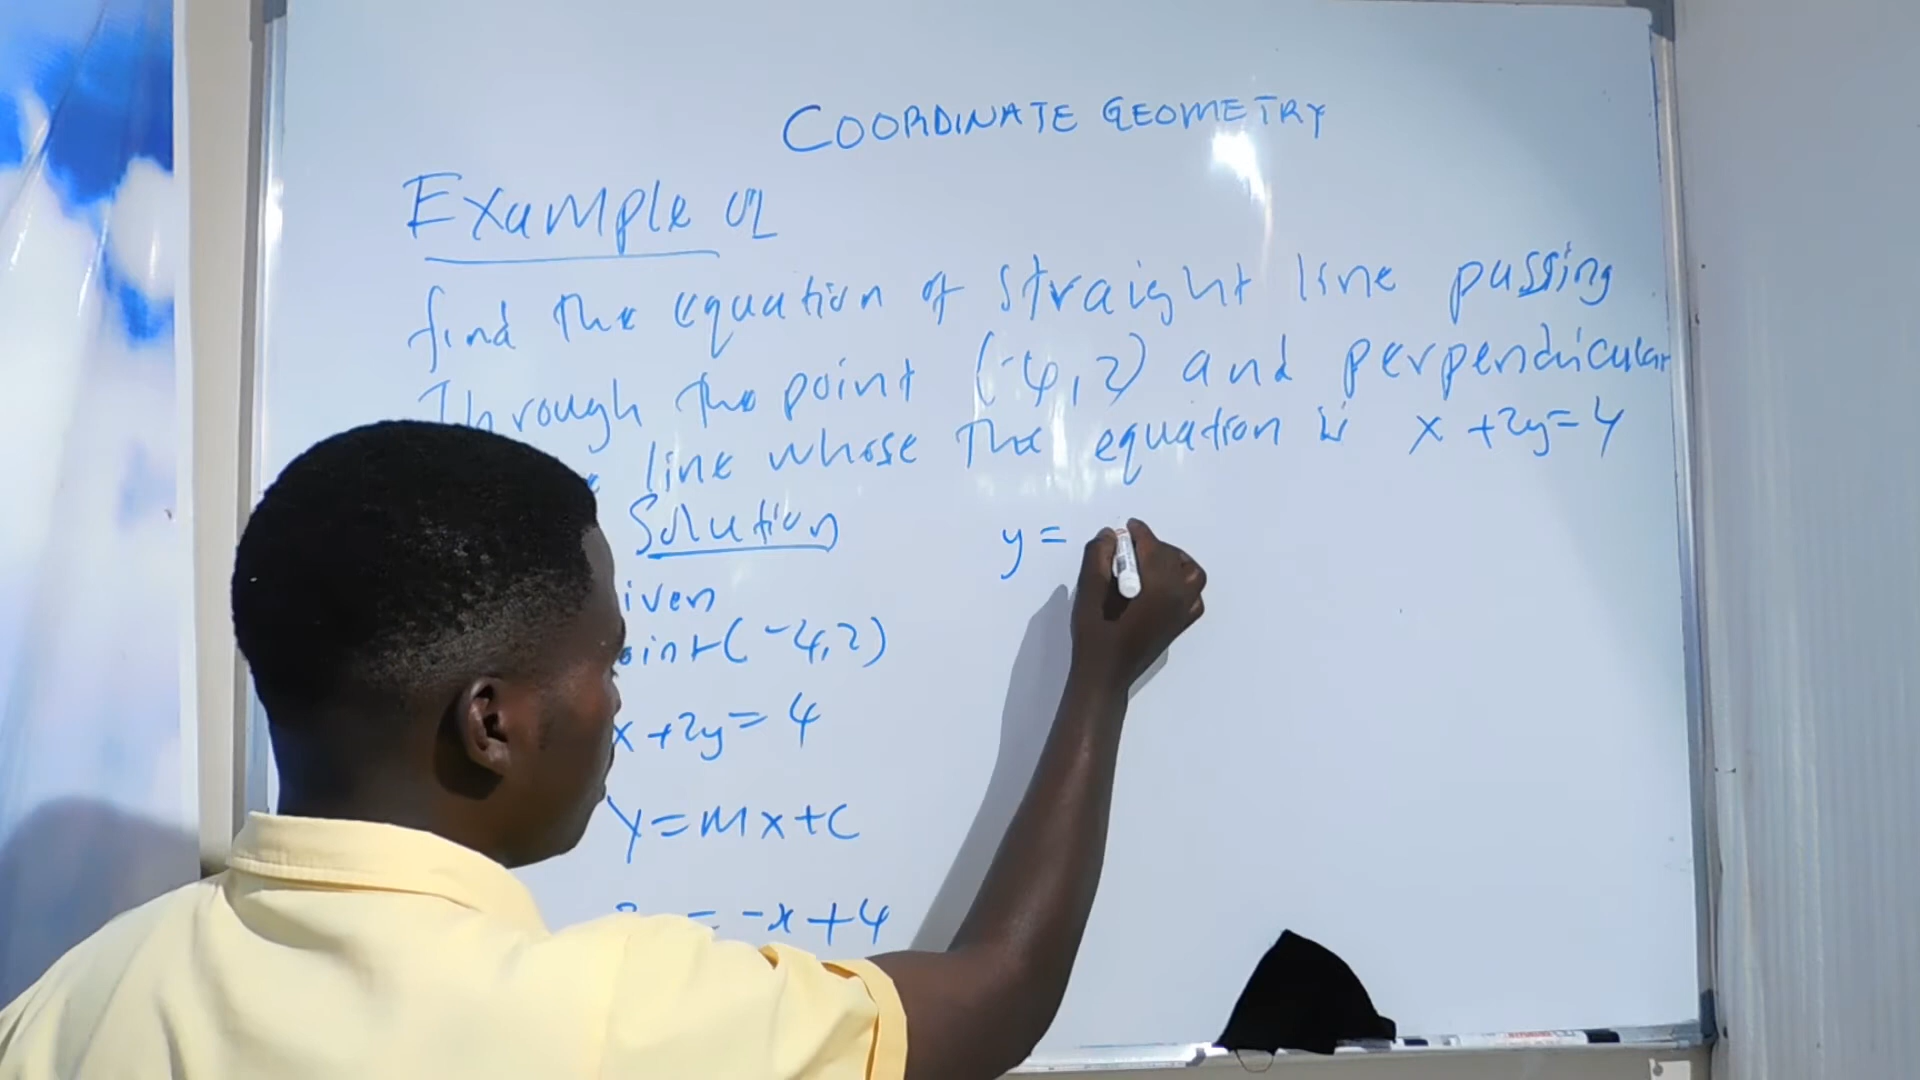 COORDINATE GEOMETRY
Example 02
find the equation of straight line passing
Through the point (-4,2) and perpendicular
line whose the equation is x+2y=4
Solution
y=
iven
oint(-4,2)
x+2y=4
y=mx+c
= -x+4